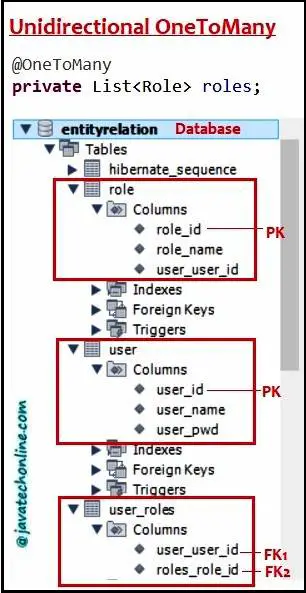 Unidirectional OneToMany
@OneToMany
private List<Role> roles;
entityrelation Database
Tables
hibernate_sequence
role
Columns
role_id PK
role_name
user_user_id
Indexes
Foreign Keys
Triggers
user
Columns
user_id PK
user_name
user_pwd
Indexes
Foreign Keys
Triggers
user_roles
Columns
user_user_id FK1
roles_role_id FK2
@javatechonline.com